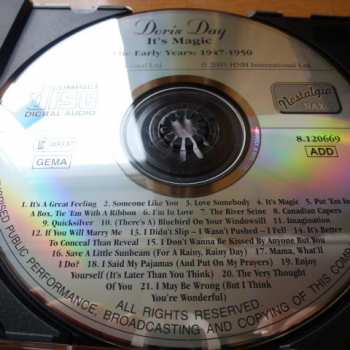 Doris Day
It's Magic
The Early Years: 1947-1950
© 2003 HNH International Ltd.
COMPACT
disc
DIGITAL AUDIO
Nostalgia
NAXOS
8.120669
ADD
GEMA
1. It's A Great Feeling 2. Someone Like You 3. Love Somebody 4. It's Magic 5. Put 'Em In
A Box, Tie 'Em With A Ribbon 6. I'm In Love 7. The River Seine 8. Canadian Capers
9. Quicksilver 10. (There's A) Bluebird On Your Windowsill 11. Imagination
12. If You Will Marry Me 13. I Didn't Slip – I Wasn't Pushed – I Fell 14. It's Better
To Conceal Than Reveal 15. I Don't Wanna Be Kissed By Anyone But You
16. Save A Little Sunbeam (For A Rainy, Rainy Day) 17. Mama, What'll
I Do? 18. I Said My Pajamas (And Put On My Prayers) 19. Enjoy
Yourself (It's Later Than You Think) 20. The Very Thought
Of You 21. I May Be Wrong (But I Think
You're Wonderful)
ALL RIGHTS RESERVED.
PUBLIC PERFORMANCE, BROADCASTING AND COPYING OF THIS